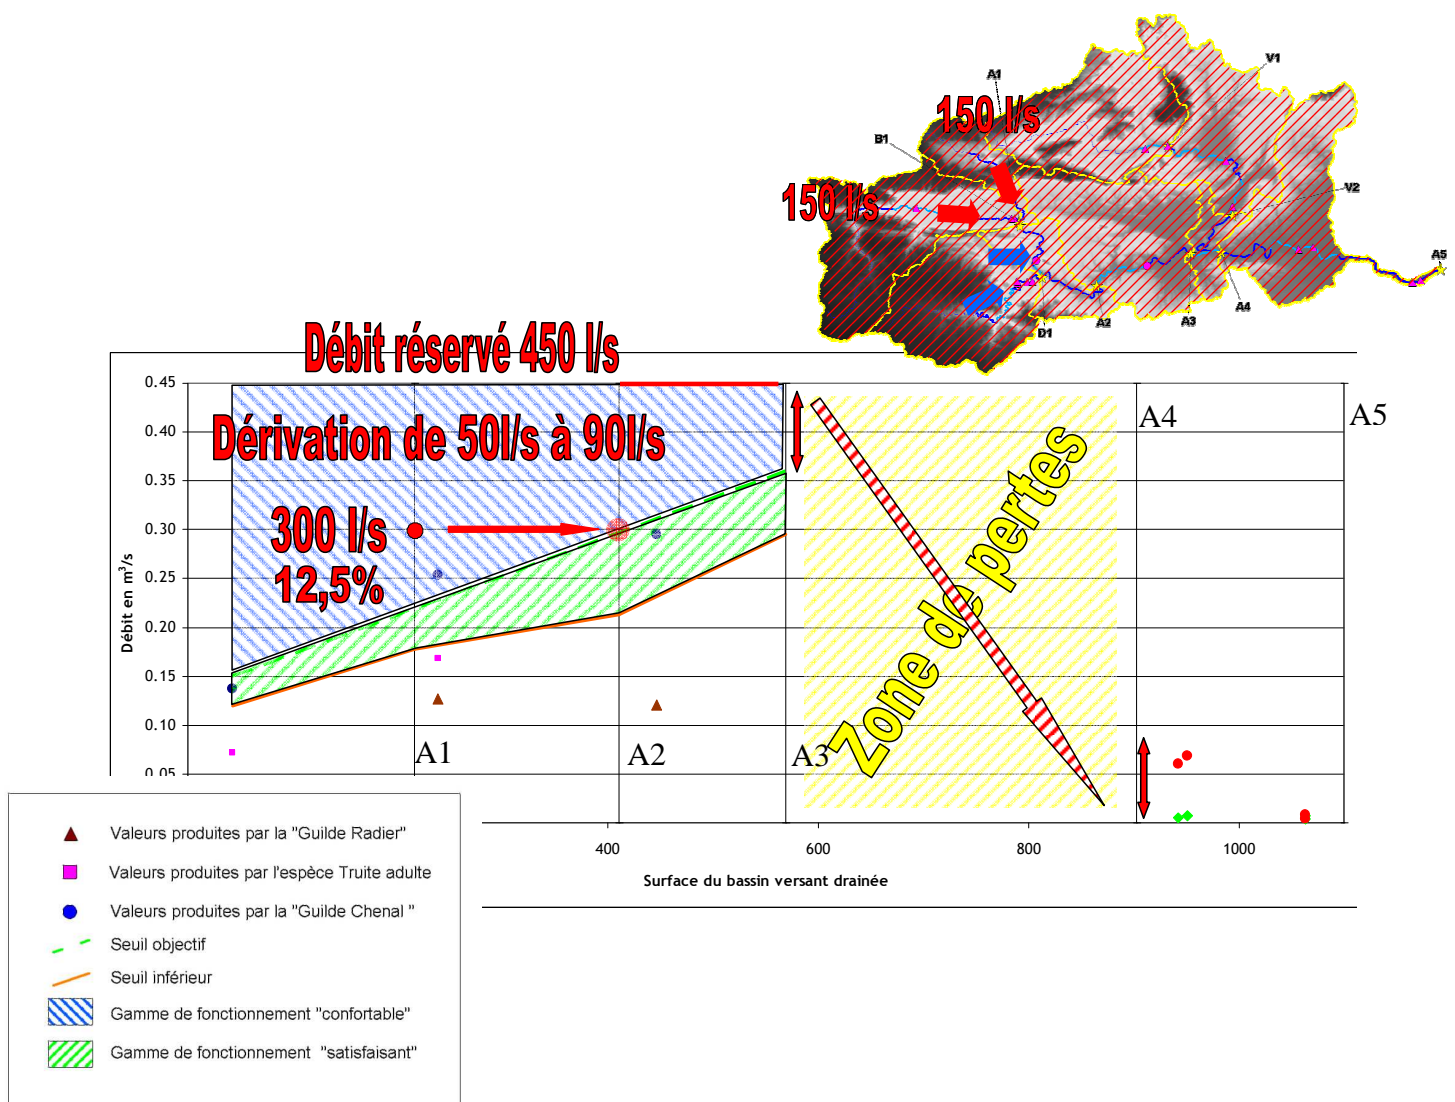 V1
A1
150 l/s
B1
150 l/s
V2
A5
A4
A3
A2
D1
Débit réservé 450 l/s
Débit en m³/s
0.45
0.40
0.35
0.30
0.25
0.20
0.15
0.10
0.05
Dérivation de 50l/s à 90l/s
300 l/s
12,5%
A1
A2
A3
A4
A5
Zone de pertes
400
600
800
1000
Surface du bassin versant drainée
Valeurs produites par la "Guilde Radier"
Valeurs produites par l'espèce Truite adulte
Valeurs produites par la "Guilde Chenal "
Seuil objectif
Seuil inférieur
Gamme de fonctionnement "confortable"
Gamme de fonctionnement "satisfaisant"